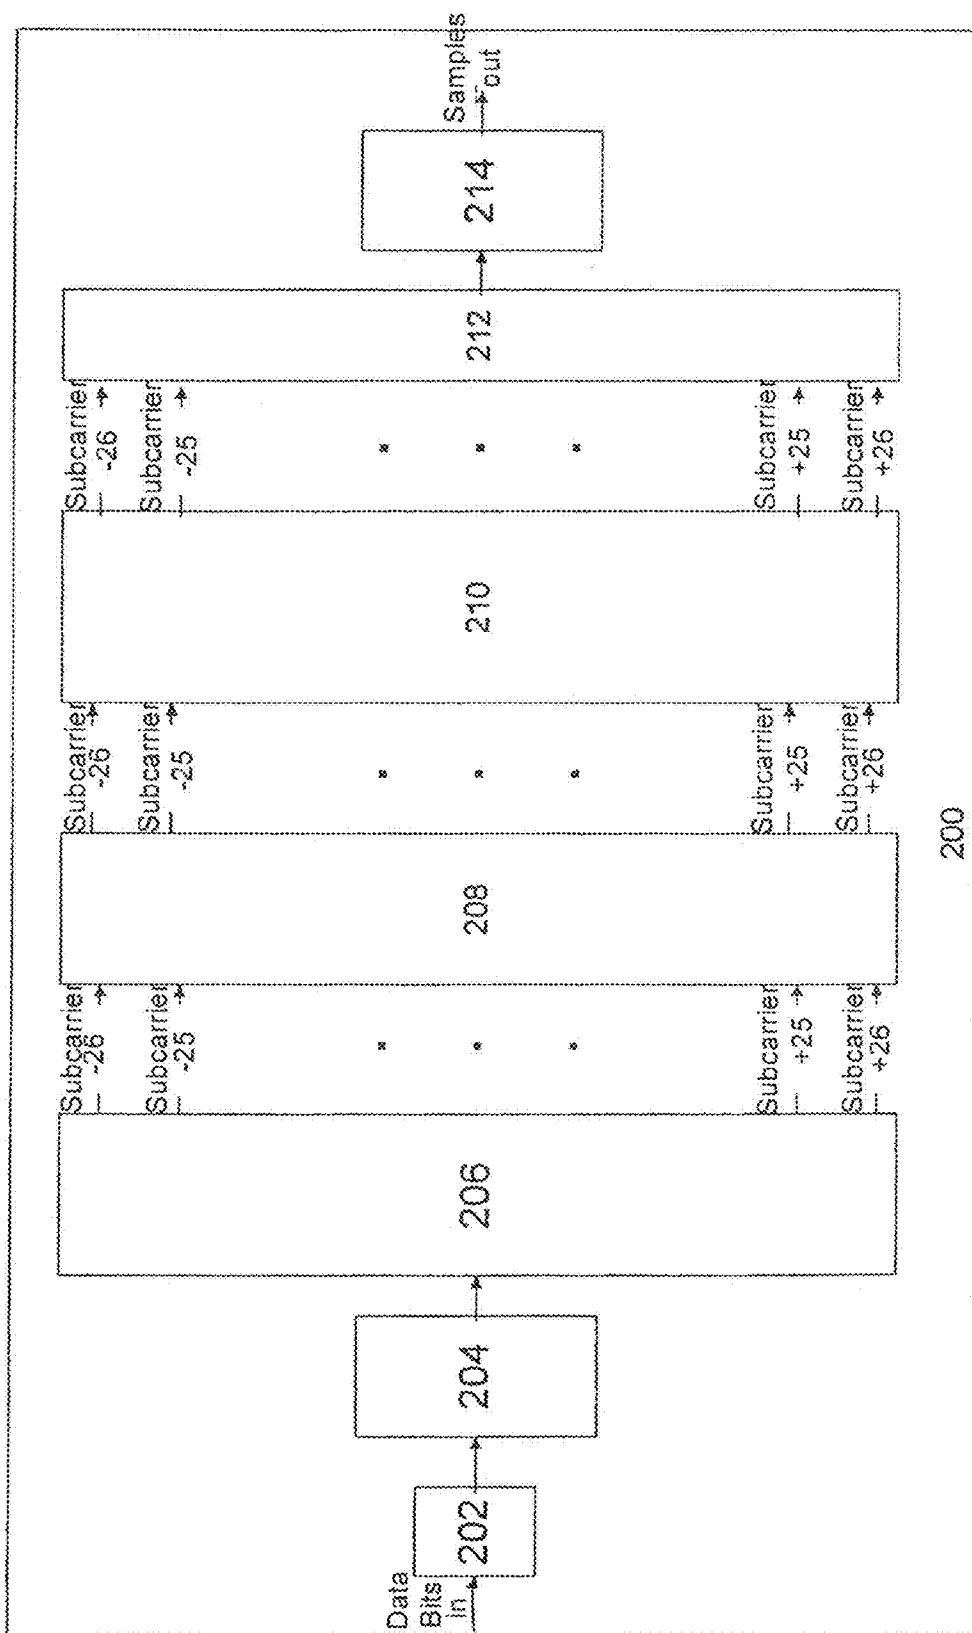 Data
Bits
in
202
204
206
Subcarrier
-26
Subcarrier
-25
Subcarrier
+25
Subcarrier
+26
208
Subcarrier
-26
Subcarrier
-25
Subcarrier
+25
Subcarrier
+26
210
Subcarrier
-26
Subcarrier
-25
Subcarrier
+25
Subcarrier
+26
212
214
Samples
out
200